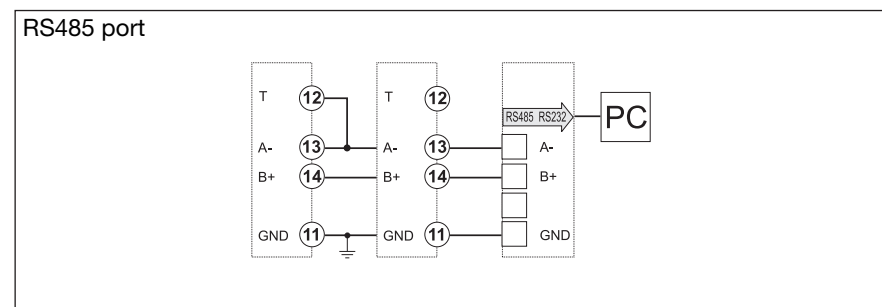 RS485 port
T 12 T 12
RS485 RS232 PC
A- 13 A- 13 A-
B+ 14 B+ 14 B+
GND 11 GND 11 GND